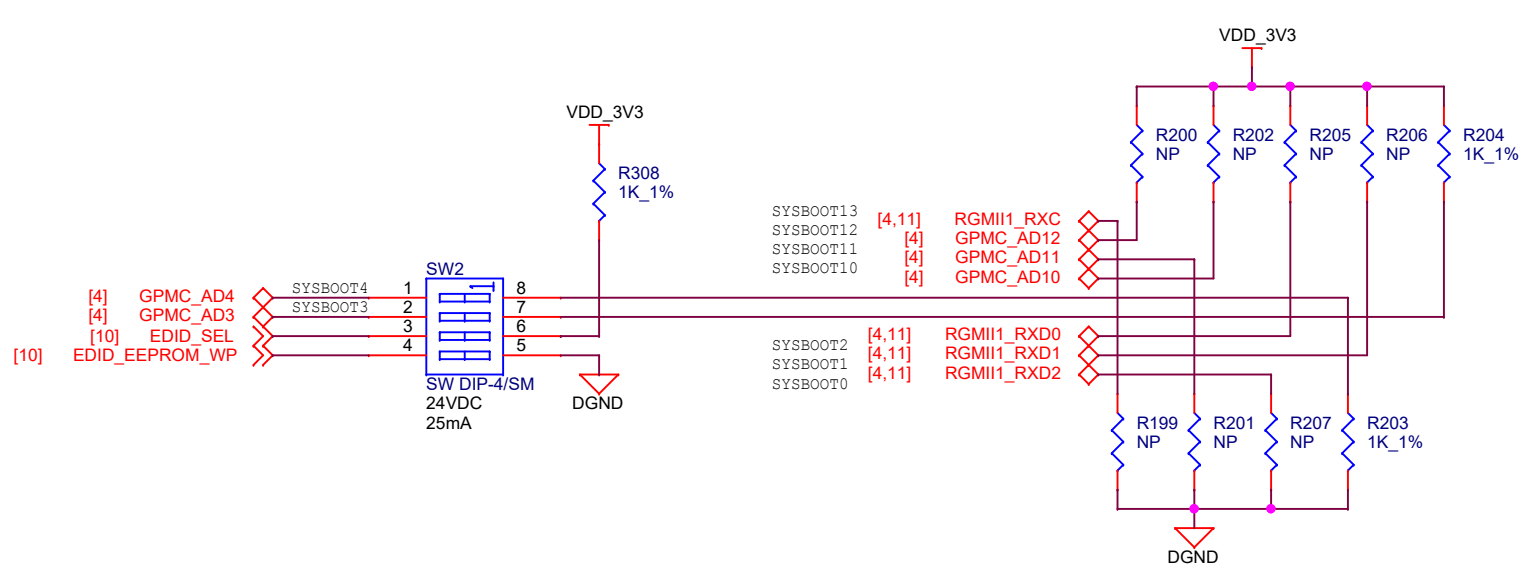 VDD_3V3
R200
NP
R202
NP
R205
NP
R206
NP
R204
1K_1%
VDD_3V3
R308
1K_1%
SYSBOOT13
SYSBOOT12
SYSBOOT11
SYSBOOT10
[4,11] RGMII1_RXC
[4] GPMC_AD12
[4] GPMC_AD11
[4] GPMC_AD10
SW2
[4] GPMC_AD4 SYSBOOT4 1 8
[4] GPMC_AD3 SYSBOOT3 2 7
[10] EDID_SEL 3 6
[10] EDID_EEPROM_WP 4 5
SW DIP-4/SM
24VDC
25mA
DGND
SYSBOOT2
SYSBOOT1
SYSBOOT0
[4,11] RGMII1_RXD0
[4,11] RGMII1_RXD1
[4,11] RGMII1_RXD2
R199
NP
R201
NP
R207
NP
R203
1K_1%
DGND